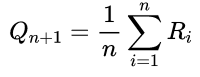 Q_{n+1} = \frac{1}{n} \sum_{i=1}^{n} R_i